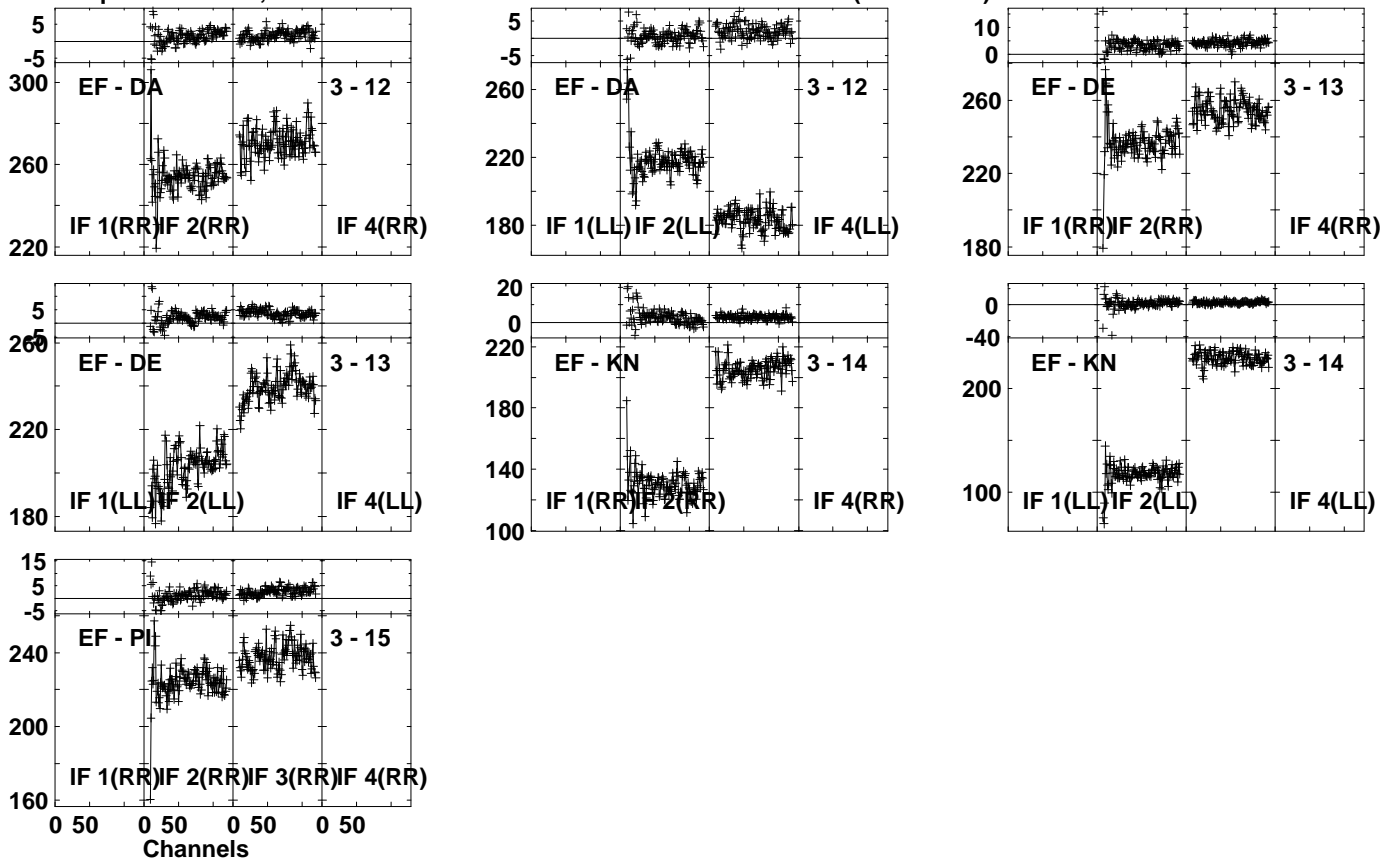 5
-5
300
260
220
EF - DA
3 - 12
IF 1(RR)
IF 2(RR)
IF 4(RR)
5
-5
260
220
180
EF - DA
3 - 12
IF 1(LL)
IF 2(LL)
IF 4(LL)
10
0
260
220
180
EF - DE
3 - 13
IF 1(RR)
IF 2(RR)
IF 4(RR)
5
-5
260
220
180
EF - DE
3 - 13
IF 1(LL)
IF 2(LL)
IF 4(LL)
20
0
220
190
160
130
100
EF - KN
3 - 14
IF 1(RR)
IF 2(RR)
IF 4(RR)
0
-40
200
100
EF - KN
3 - 14
IF 1(LL)
IF 2(LL)
IF 4(LL)
15
5
-5
240
220
200
180
160
EF - PI
3 - 15
IF 1(RR)
IF 2(RR)
IF 3(RR)
IF 4(RR)
0 50
0 50
0 50
0 50
Channels